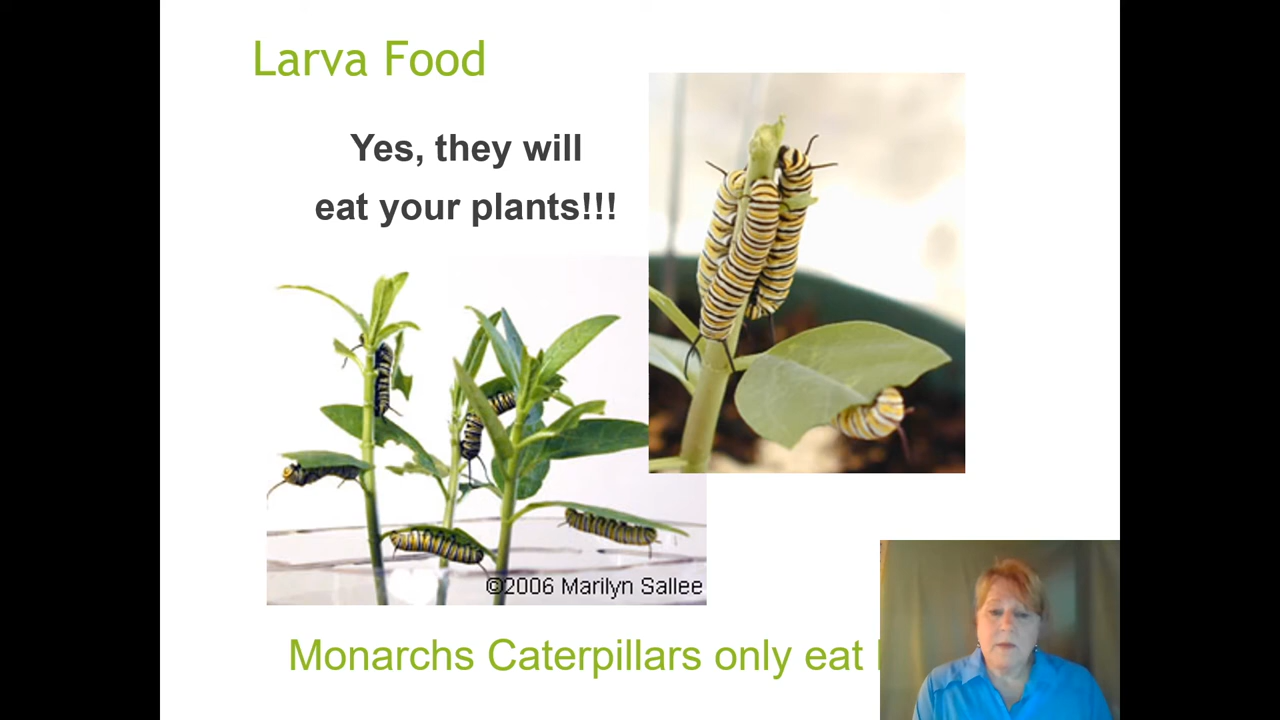 Larva Food
Yes, they will
eat your plants!!!
©2006 Marilyn Sallee
Monarchs Caterpillars only eat